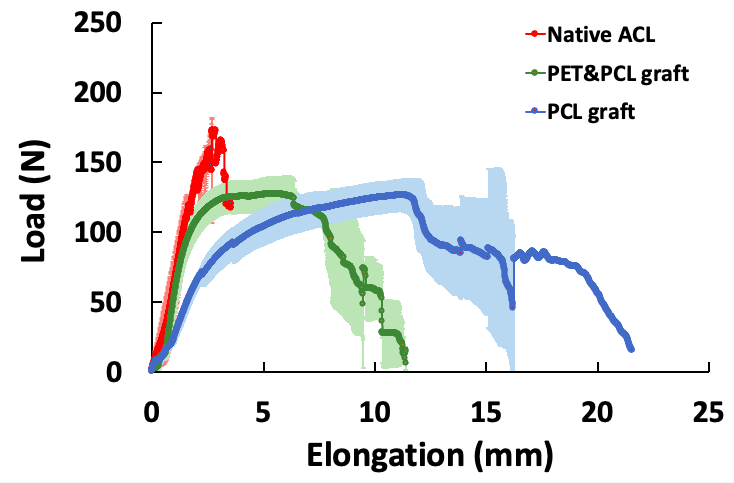 250
200
150
100
50
0
Load (N)
Native ACL
PET&PCL graft
PCL graft
0 5 10 15 20 25
Elongation (mm)